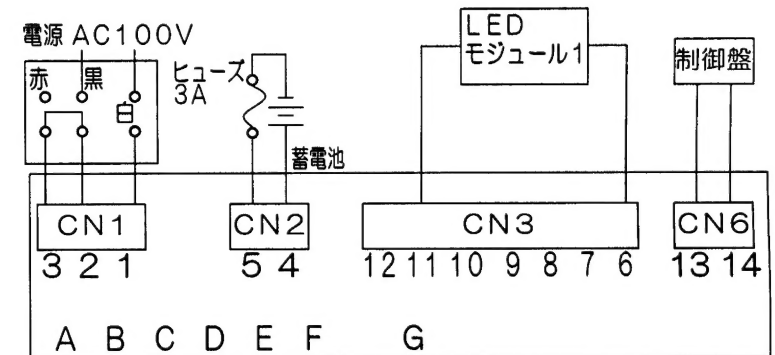 電源 AC100V
赤 黒
白
ヒューズ
3A
蓄電池
LED
モジュール1
制御盤
CN1 CN2 CN3 CN6
3 2 1 5 4 12 11 10 9 8 7 6 13 14
A B C D E F G